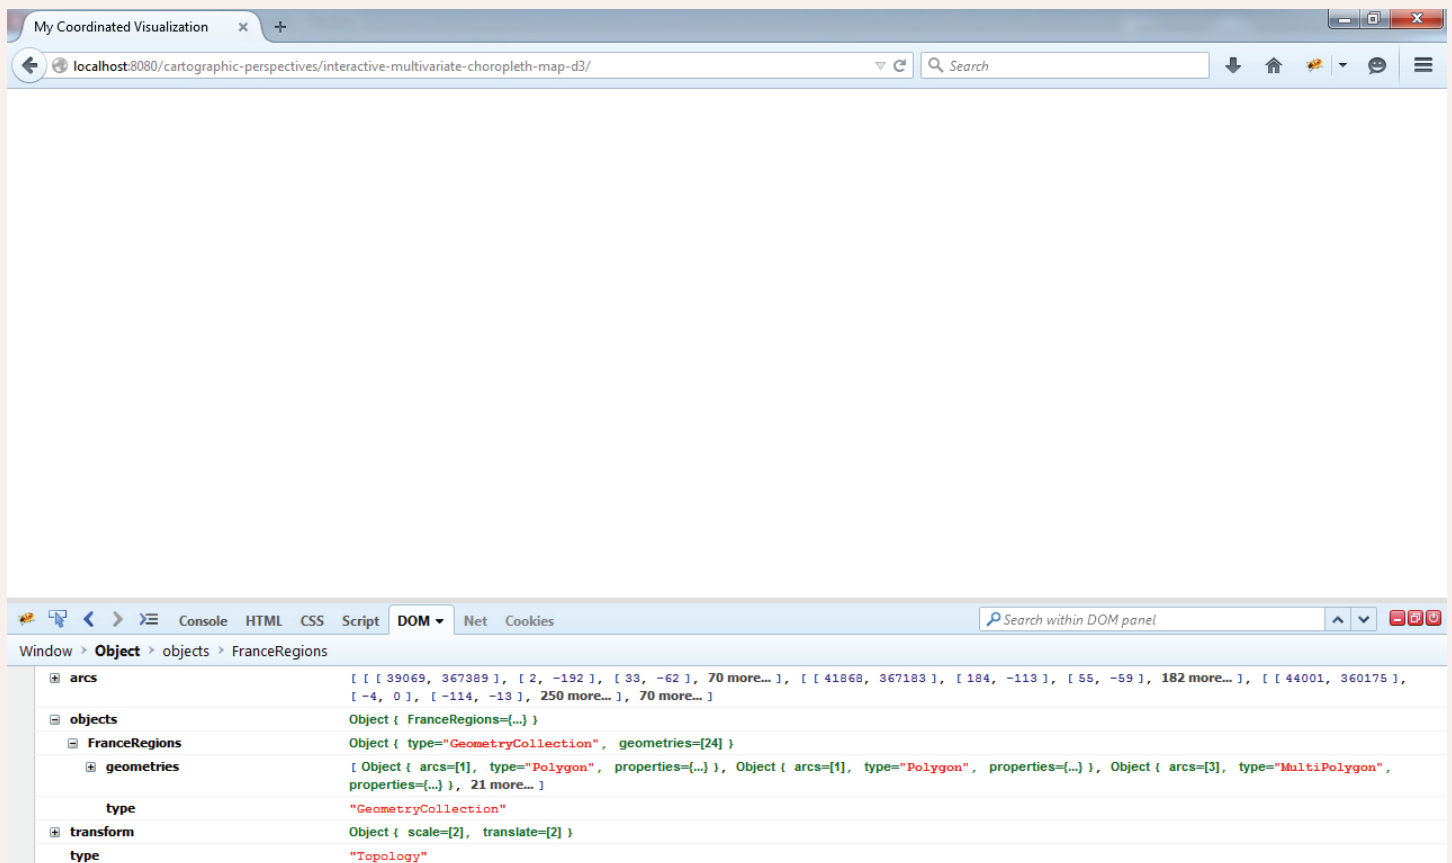 My Coordinated Visualization × +
localhost:8080/cartographic-perspectives/interactive-multivariate-choropleth-map-d3/
Search
Console HTML CSS Script DOM Net Cookies
Search within DOM panel
Window > Object > objects > FranceRegions
arcs [ [ [ 39069, 367389 ], [ 2, -192 ], [ 33, -62 ], 70 more... ], [ [ 41868, 367183 ], [ 184, -113 ], [ 55, -59 ], 182 more... ], [ [ 44001, 360175 ],
[ -4, 0 ], [ -114, -13 ], 250 more... ], 70 more... ]
objects Object { FranceRegions={...} }
FranceRegions Object { type="GeometryCollection", geometries=[24] }
geometries [ Object { arcs=[1], type="Polygon", properties={...} }, Object { arcs=[1], type="Polygon", properties={...} }, Object { arcs=[3], type="MultiPolygon",
properties={...} }, 21 more... ]
type "GeometryCollection"
transform Object { scale=[2], translate=[2] }
type "Topology"